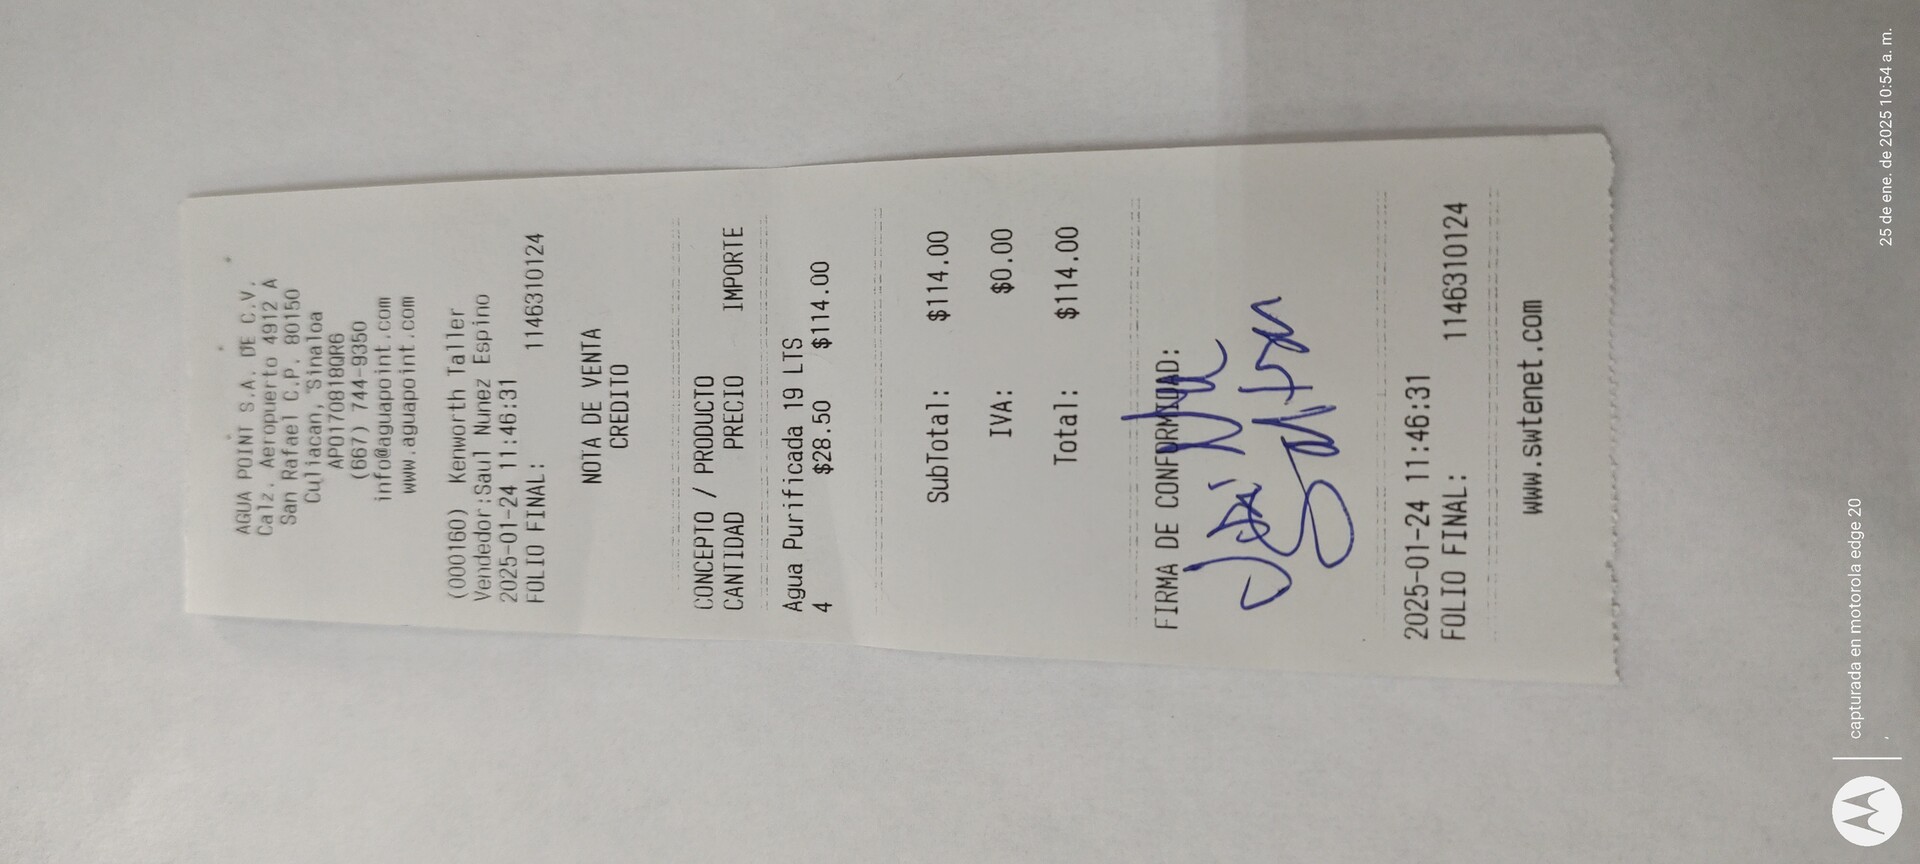 AGUA POINT S.A. DE C.V.
Calz. Aeropuerto 4912 A
San Rafael C.P. 80150
Culiacan, Sinaloa
APO170818QR6
(667) 744-9350
info@aguapoint.com
www.aguapoint.com
(000160) Kenworth Taller
Vendedor:Saul Nunez Espino
2025-01-24 11:46:31
FOLIO FINAL: 1146310124
NOTA DE VENTA
CREDITO
CONCEPTO / PRODUCTO
CANTIDAD PRECIO IMPORTE
Agua Purificada 19 LTS
4 $28.50 $114.00
SubTotal: $114.00
IVA: $0.00
Total: $114.00
FIRMA DE CONFORMIDAD:
2025-01-24 11:46:31
FOLIO FINAL: 1146310124
www.swtenet.com
capturada en motorola edge 20
25 de ene. de 2025 10:54 a. m.